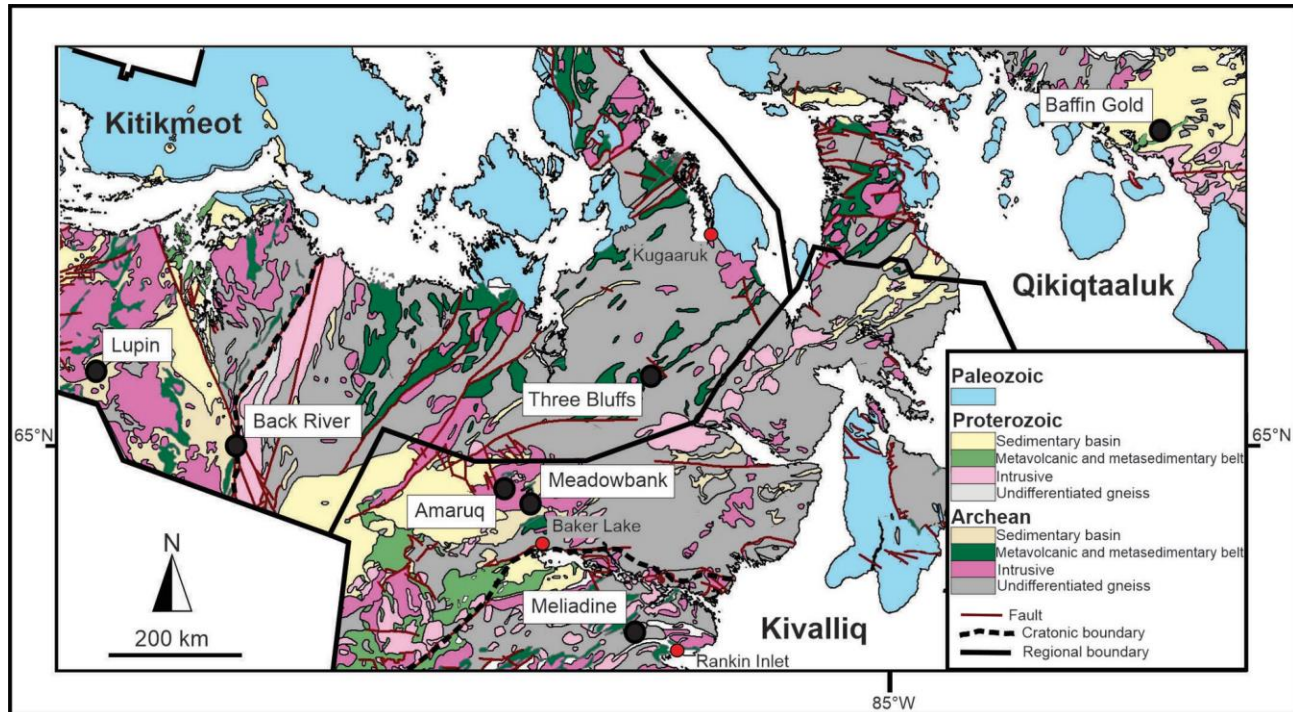 Kitikmeot
Baffin Gold
Kugaaruk
Qikiqtaaluk
Lupin
Back River
Three Bluffs
65°N
65°N
Meadowbank
Amaruq
Baker Lake
Meliadine
Kivalliq
Rankin Inlet
N
200 km
85°W
Paleozoic
Proterozoic
Sedimentary basin
Metavolcanic and metasedimentary belt
Intrusive
Undifferentiated gneiss
Archean
Sedimentary basin
Metavolcanic and metasedimentary belt
Intrusive
Undifferentiated gneiss
Fault
Cratonic boundary
Regional boundary